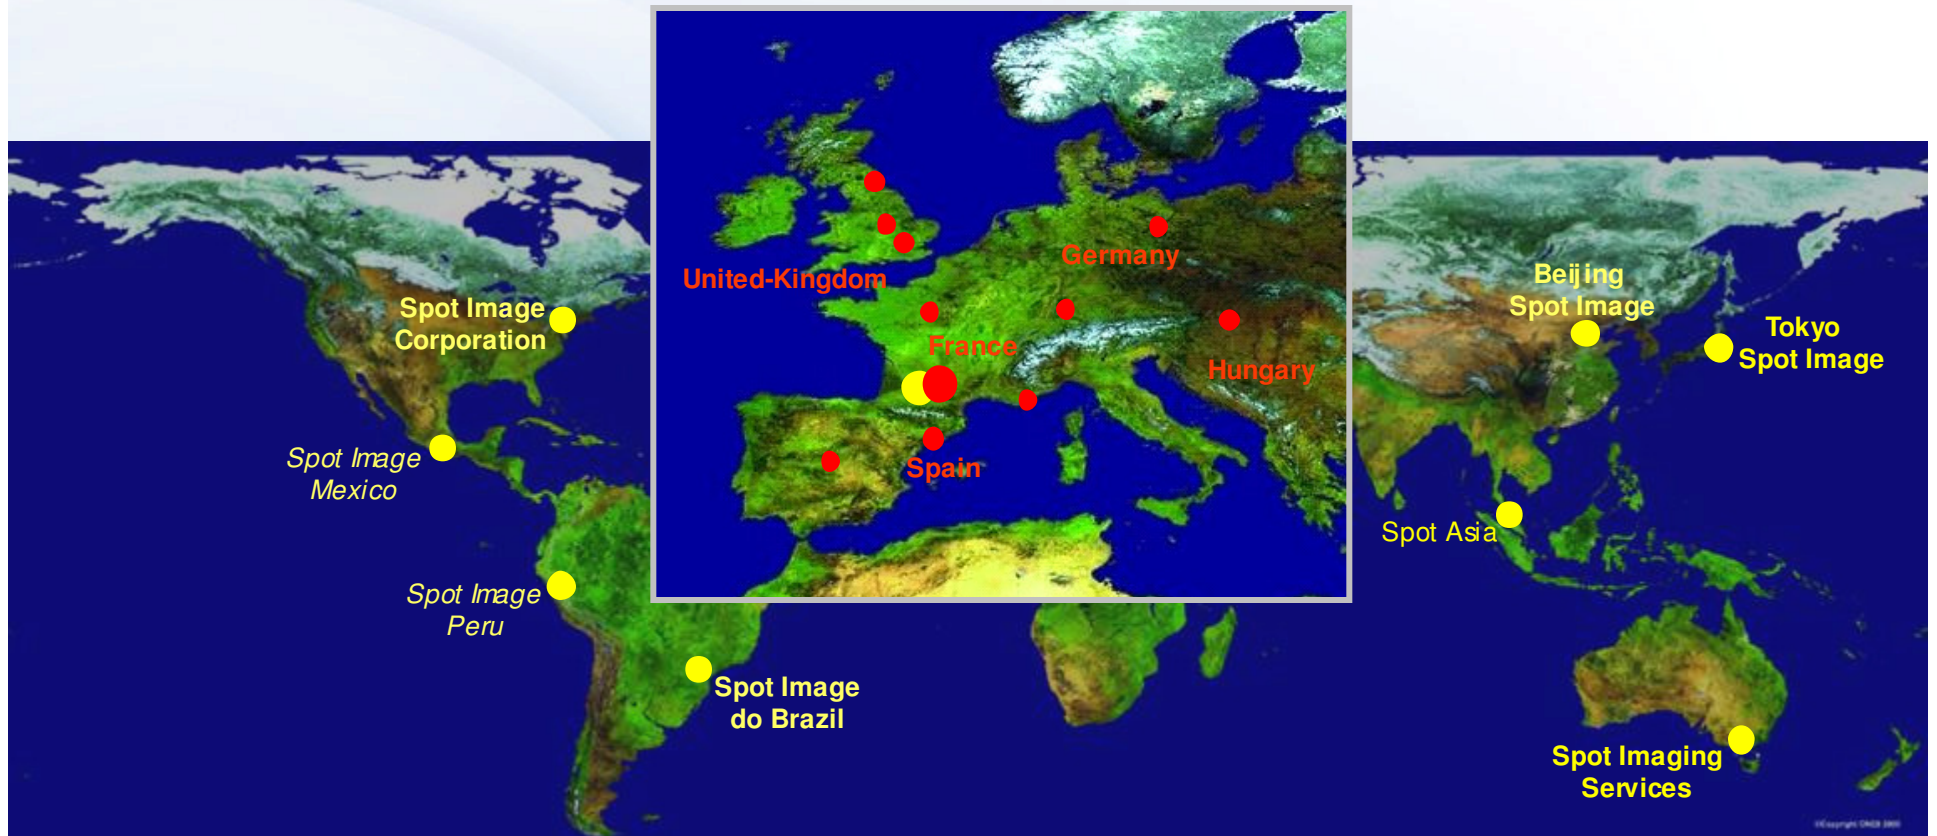 United-Kingdom
Germany
France
Hungary
Spain
Spot Image
Corporation
Spot Image
Mexico
Spot Image
Peru
Spot Image
do Brazil
Beijing
Spot Image
Tokyo
Spot Image
Spot Asia
Spot Imaging
Services